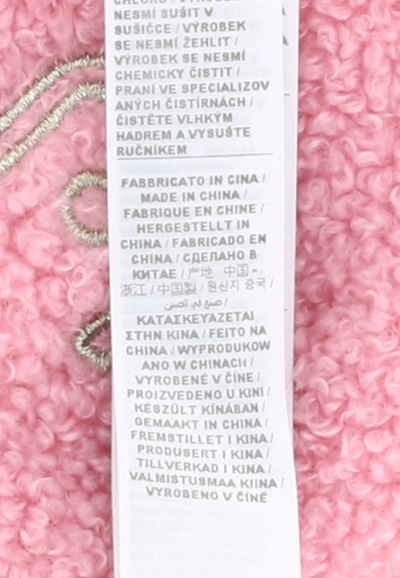 CHLORU / VÝROBEK
NESMÍ SUŠIT V
SUŠIČCE / VÝROBEK
SE NESMÍ ŽEHLIT /
VÝROBEK SE NESMÍ
CHEMICKY ČISTIT /
PRANÍ VE SPECIALIZOV
ANÝCH ČISTÍRNÁCH /
ČISTĚTE VLHKÝM
HADREM A VYSUŠTE
RUČNÍKEM
FABBRICATO IN CINA /
MADE IN CHINA /
FABRIQUE EN CHINE /
HERGESTELLT IN
CHINA / FABRICADO EN
CHINA / СДЕЛАНО В
КИТАЕ / 产地 中国 -
浙江 / 中国製 / 원산지 중국 /
صنع في الصين /
ΚΑΤΑΣΚΕΥΑΖΕΤΑΙ
ΣΤΗΝ ΚΙΝΑ / FEITO NA
CHINA / WYPRODUKOW
ANO W CHINACH /
VYROBENÉ V ČÍNE /
PROIZVEDENO U KINI /
KÉSZÜLT KÍNÁBAN /
GEMAAKT IN CHINA /
FREMSTILLET I KINA /
PRODUSERT I KINA /
TILLVERKAD I KINA /
VALMISTUSMAA KIINA /
VYROBENO V ČÍNĚ